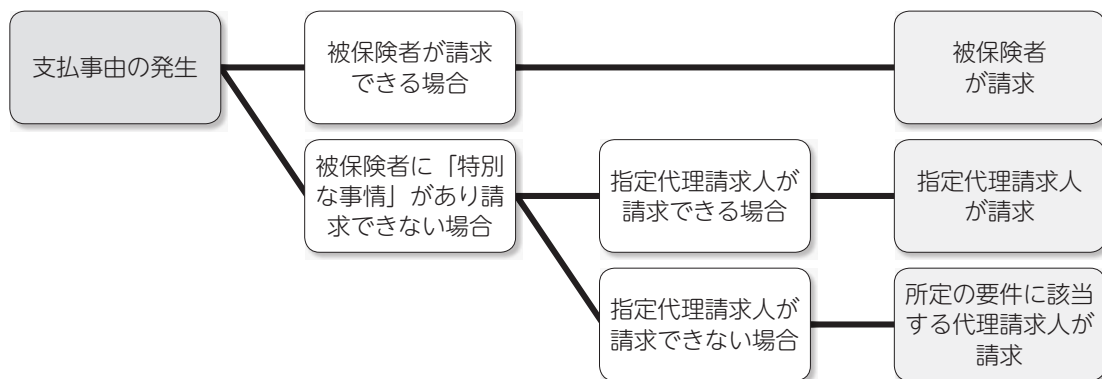 支払事由の発生
被保険者が請求
できる場合
被保険者
が請求
被保険者に「特別
な事情」があり請
求できない場合
指定代理請求人が
請求できる場合
指定代理請求人
が請求
指定代理請求人が
請求できない場合
所定の要件に該当
する代理請求人が
請求